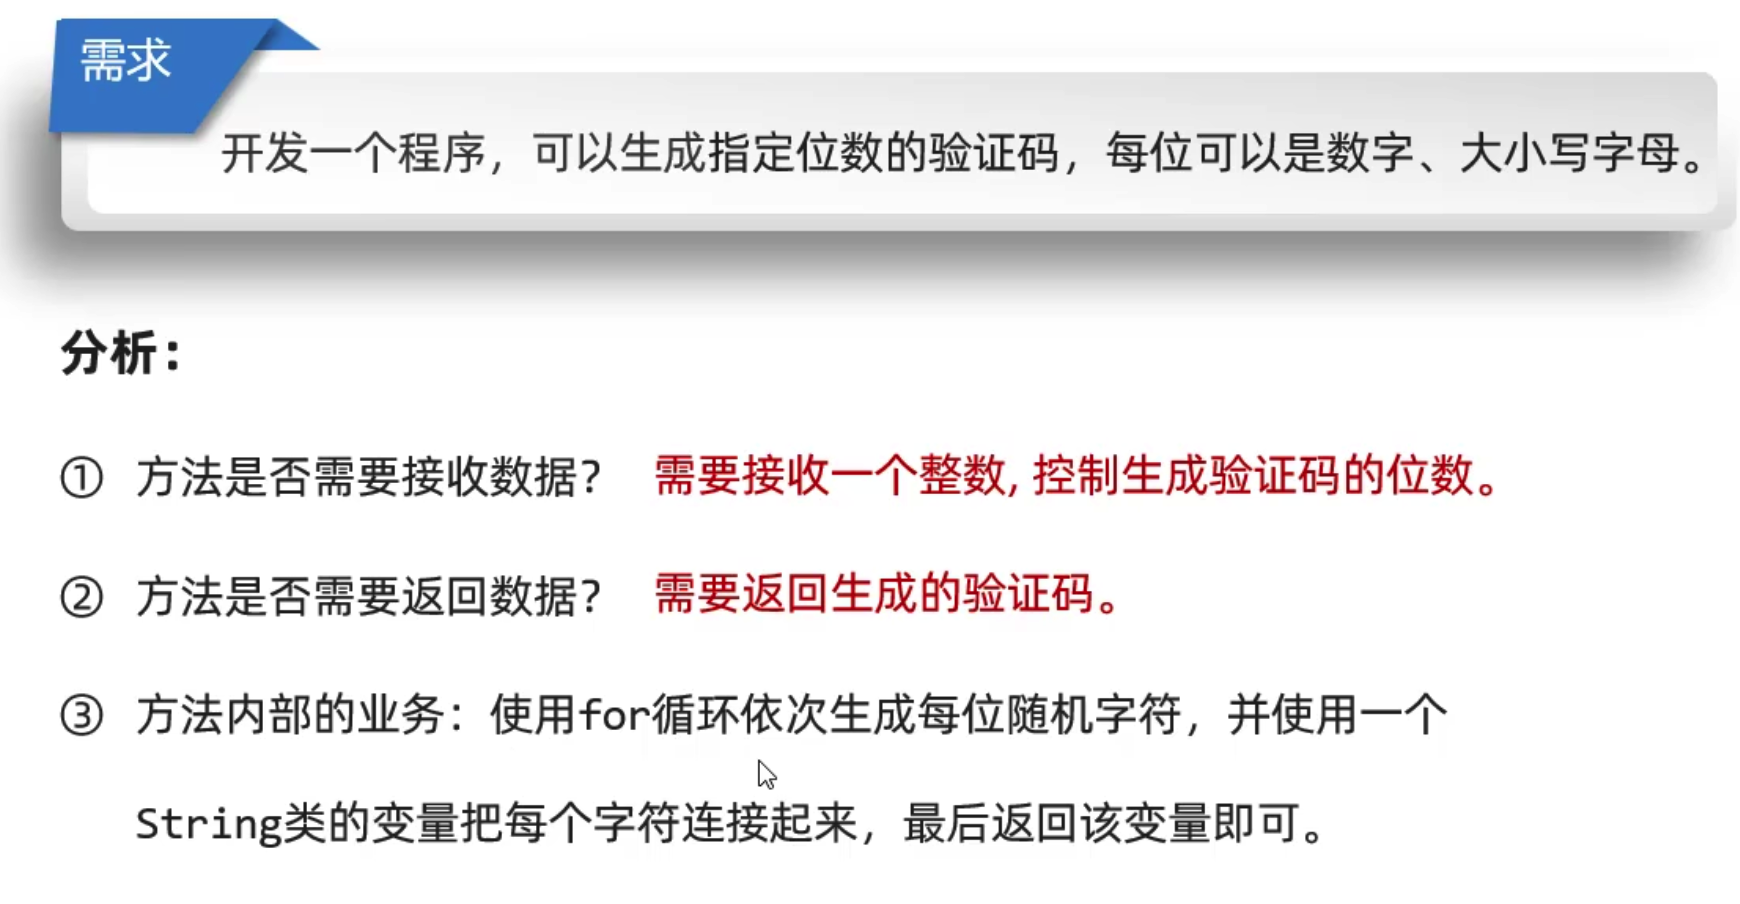 需求
开发一个程序，可以生成指定位数的验证码，每位可以是数字、大小写字母。
分析：
① 方法是否需要接收数据？ 需要接收一个整数, 控制生成验证码的位数。
② 方法是否需要返回数据？ 需要返回生成的验证码。
③ 方法内部的业务：使用for循环依次生成每位随机字符，并使用一个
String类的变量把每个字符连接起来，最后返回该变量即可。